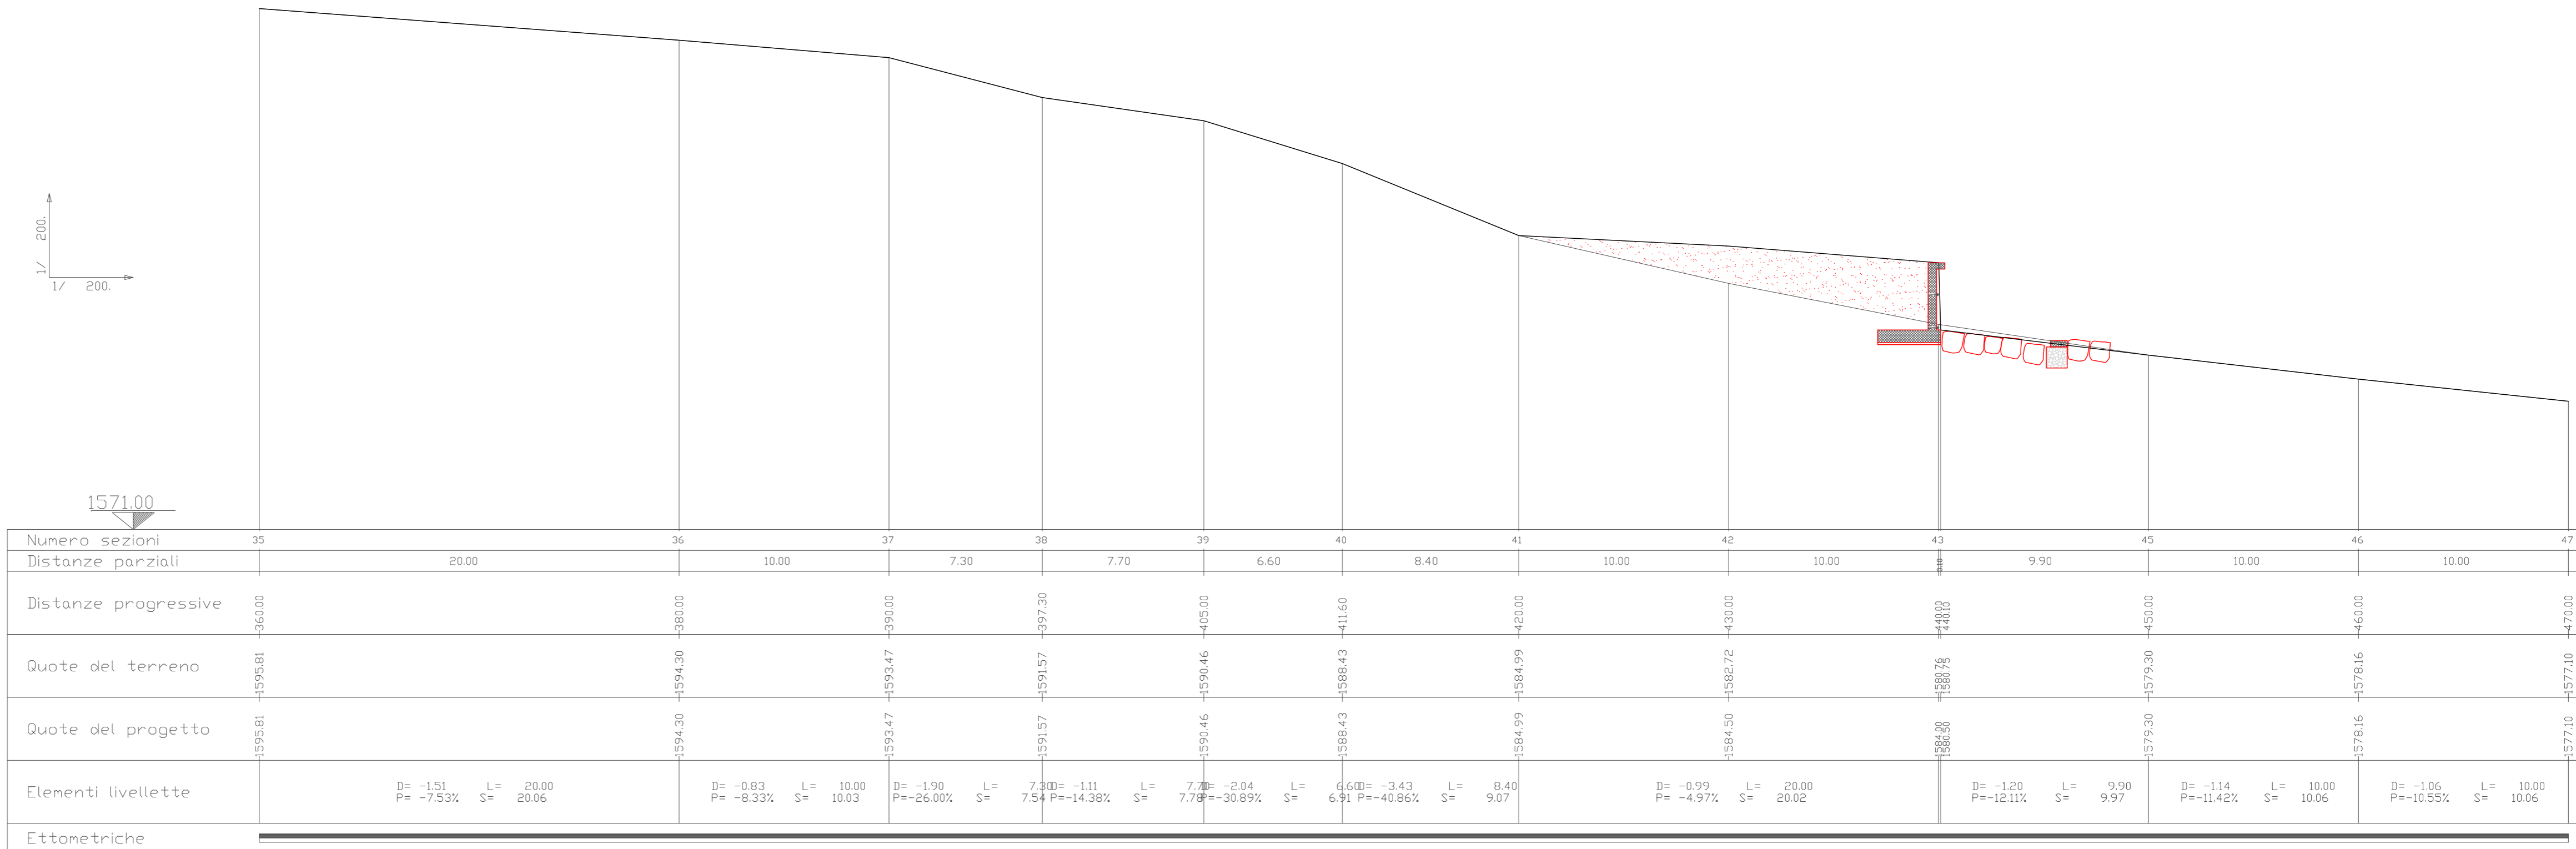 1/ 200.
1/ 200.
1571.00
Numero sezioni 35 36 37 38 39 40 41 42 43 45 46 47
Distanze parziali 20.00 10.00 7.30 7.70 6.60 8.40 10.00 10.00 0.10 9.90 10.00 10.00
Distanze progressive 360.00 380.00 390.00 397.30 405.00 411.60 420.00 430.00 440.00 440.10 450.00 460.00 470.00
Quote del terreno 1595.81 1594.30 1593.47 1591.57 1590.46 1588.43 1584.99 1582.72 1580.76 1580.75 1579.30 1578.16 1577.10
Quote del progetto 1595.81 1594.30 1593.47 1591.57 1590.46 1588.43 1584.99 1584.50 1584.00 1580.50 1579.30 1578.16 1577.10
Elementi livellette
D= -1.51 L= 20.00 D= -0.83 L= 10.00 D= -1.90 L= 7.30 D= -1.11 L= 7.70 D= -2.04 L= 6.60 D= -3.43 L= 8.40 D= -0.99 L= 20.00 D= -1.20 L= 9.90 D= -1.14 L= 10.00 D= -1.06 L= 10.00
P= -7.53% S= 20.06 P= -8.33% S= 10.03 P=-26.00% S= 7.54 P=-14.38% S= 7.78 P=-30.89% S= 6.91 P=-40.86% S= 9.07 P= -4.97% S= 20.02 P=-12.11% S= 9.97 P=-11.42% S= 10.06 P=-10.55% S= 10.06
Ettometriche